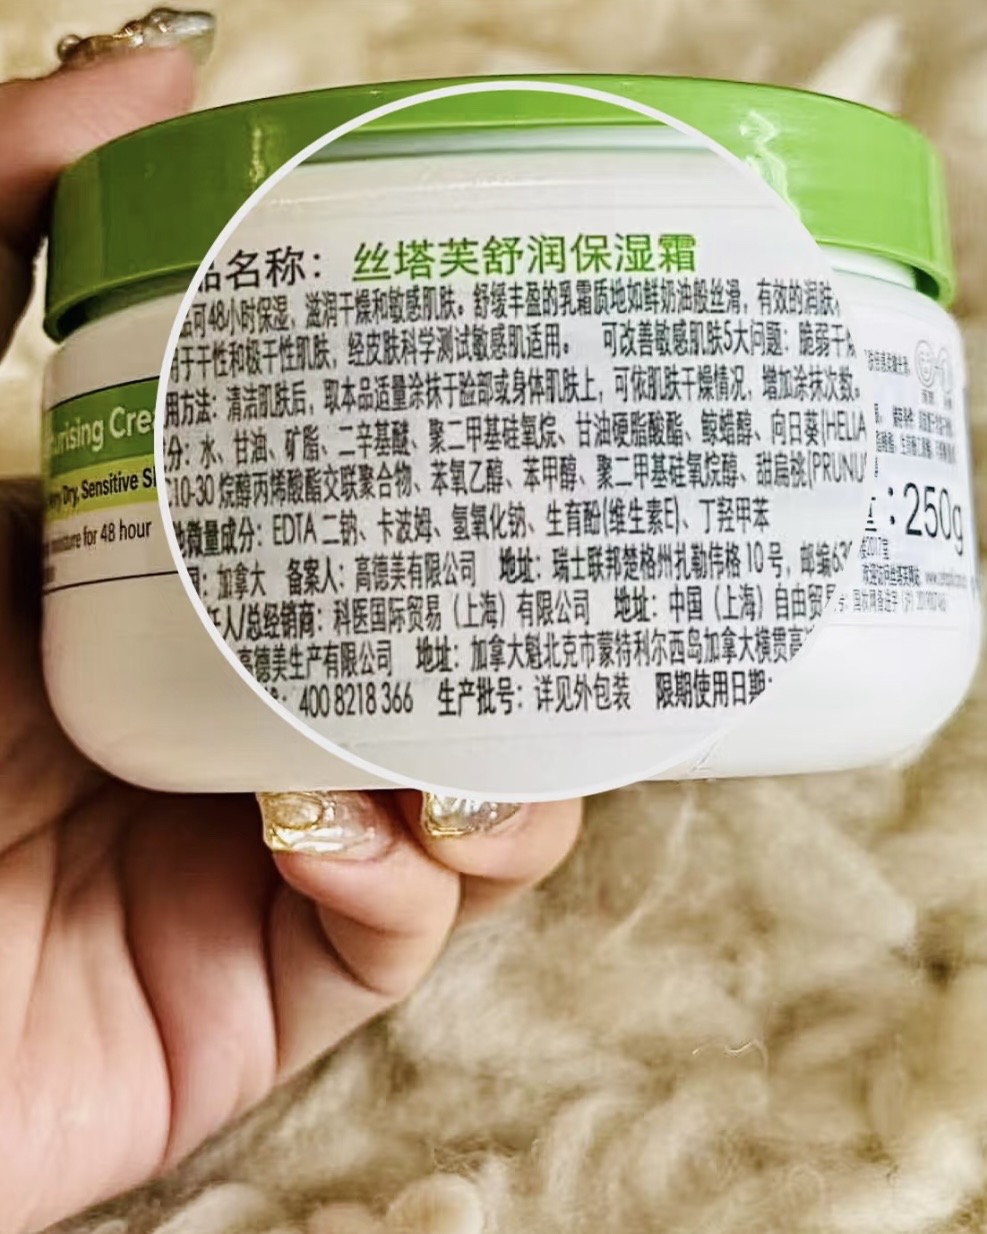 品名称：丝塔芙舒润保湿霜
可48小时保湿，滋润干燥和敏感肌肤。舒缓丰盈的乳霜质地如鲜奶油般丝滑，有效的润肤
用于干性和极干性肌肤，经皮肤科学测试敏感肌适用。 可改善敏感肌肤5大问题：脆弱干
用方法：清洁肌肤后，取本品适量涂抹于脸部或身体肌肤上，可依肌肤干燥情况，增加涂抹次数。
分：水、甘油、矿脂、二辛基醚、聚二甲基硅氧烷、甘油硬脂酸酯、鲸蜡醇、向日葵(HELIA
C10-30 烷醇丙烯酸酯交联聚合物、苯氧乙醇、苯甲醇、聚二甲基硅氧烷醇、甜扁桃(PRUNU
微量成分：EDTA 二钠、卡波姆、氢氧化钠、生育酚(维生素E)、丁羟甲苯
：加拿大 备案人：高德美有限公司 地址：瑞士联邦楚格州扎勒伟格 10 号，邮编63
任人/总经销商：科医国际贸易（上海）有限公司 地址：中国（上海）自由贸
高德美生产有限公司 地址：加拿大魁北克市蒙特利尔西岛加拿大横贯高
：400 8218 366 生产批号：详见外包装 限期使用日期：
urising Crea
ery Dry, Sensitive S
moisture for 48 hour
：250g